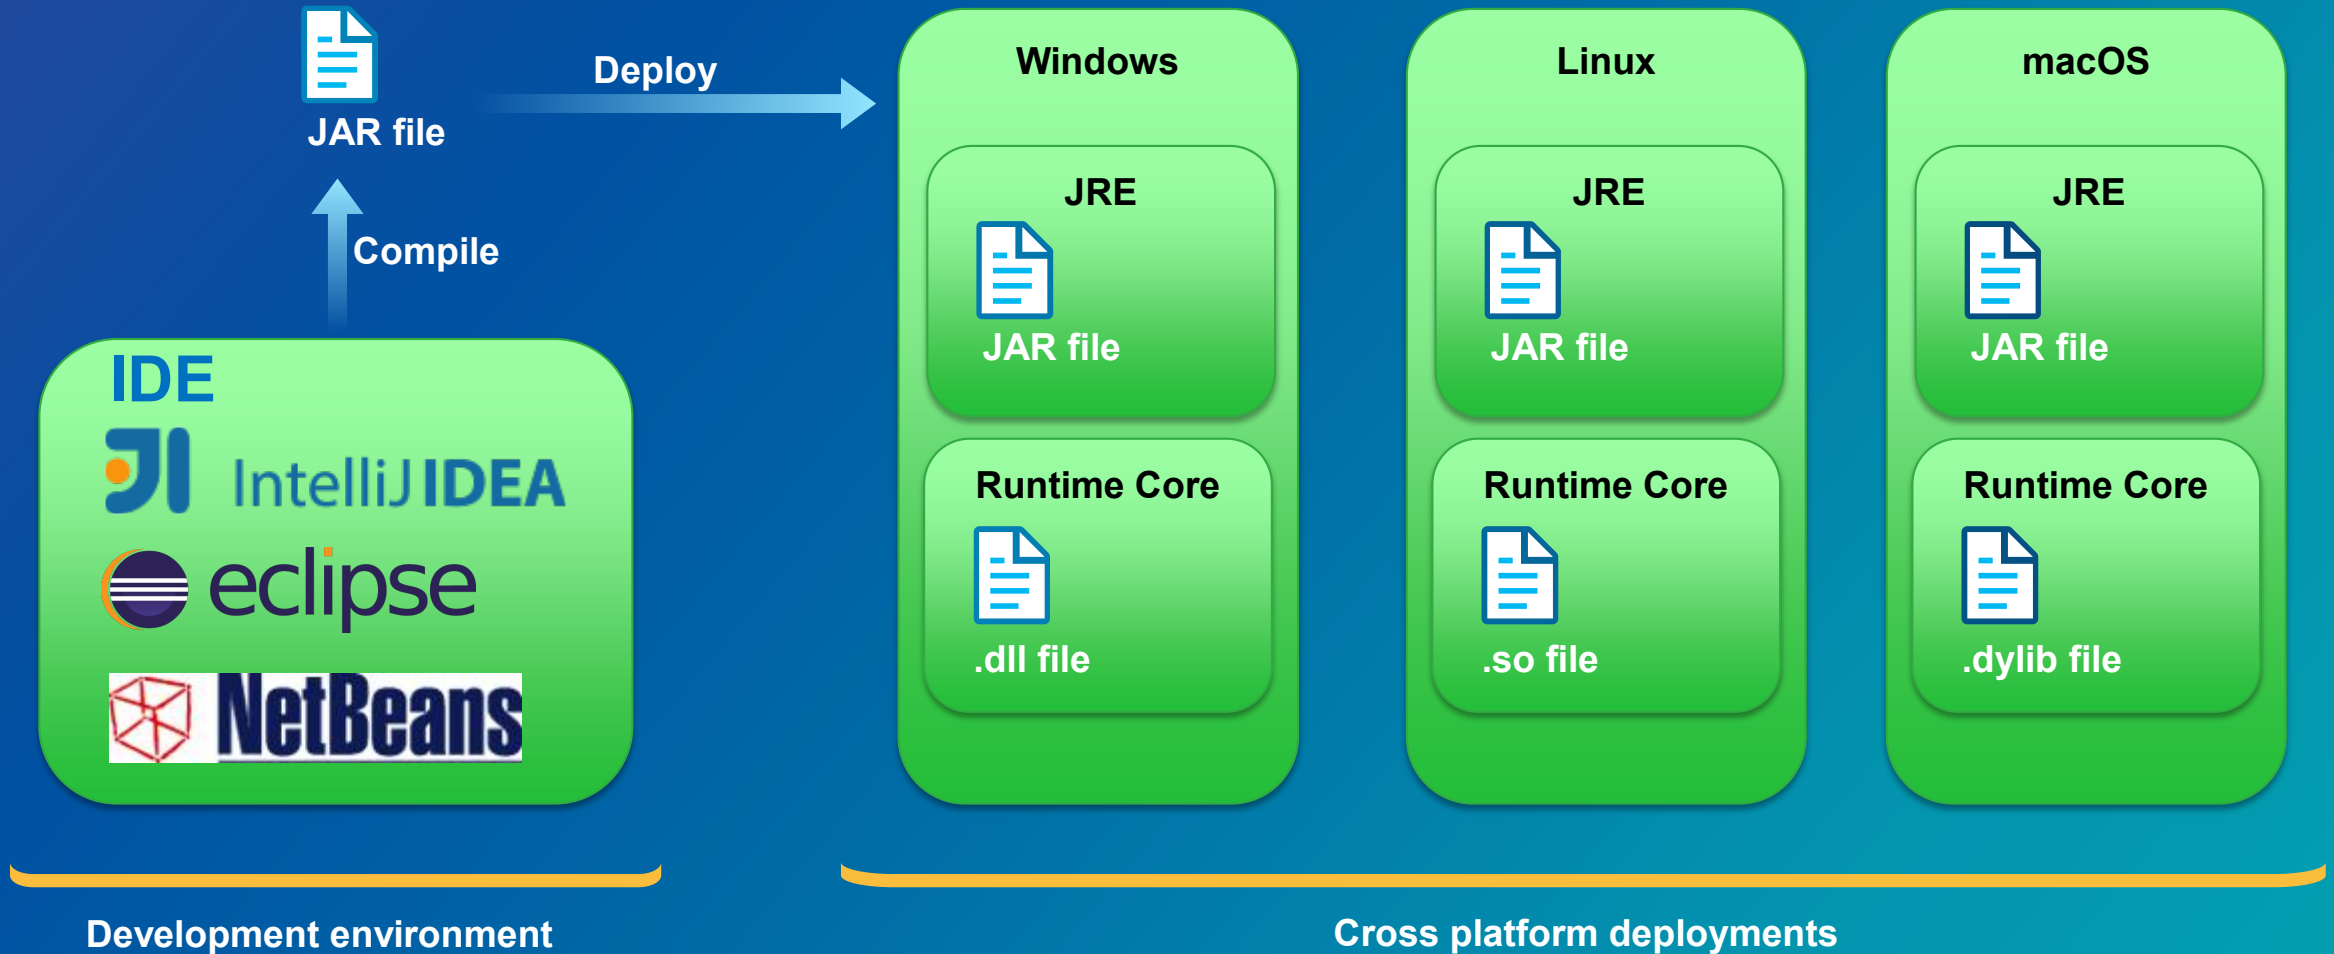 JAR file
Deploy
Compile
IDE
IntelliJ IDEA
eclipse
NetBeans
Development environment
Windows
JRE
JAR file
Runtime Core
.dll file
Linux
JRE
JAR file
Runtime Core
.so file
macOS
JRE
JAR file
Runtime Core
.dylib file
Cross platform deployments